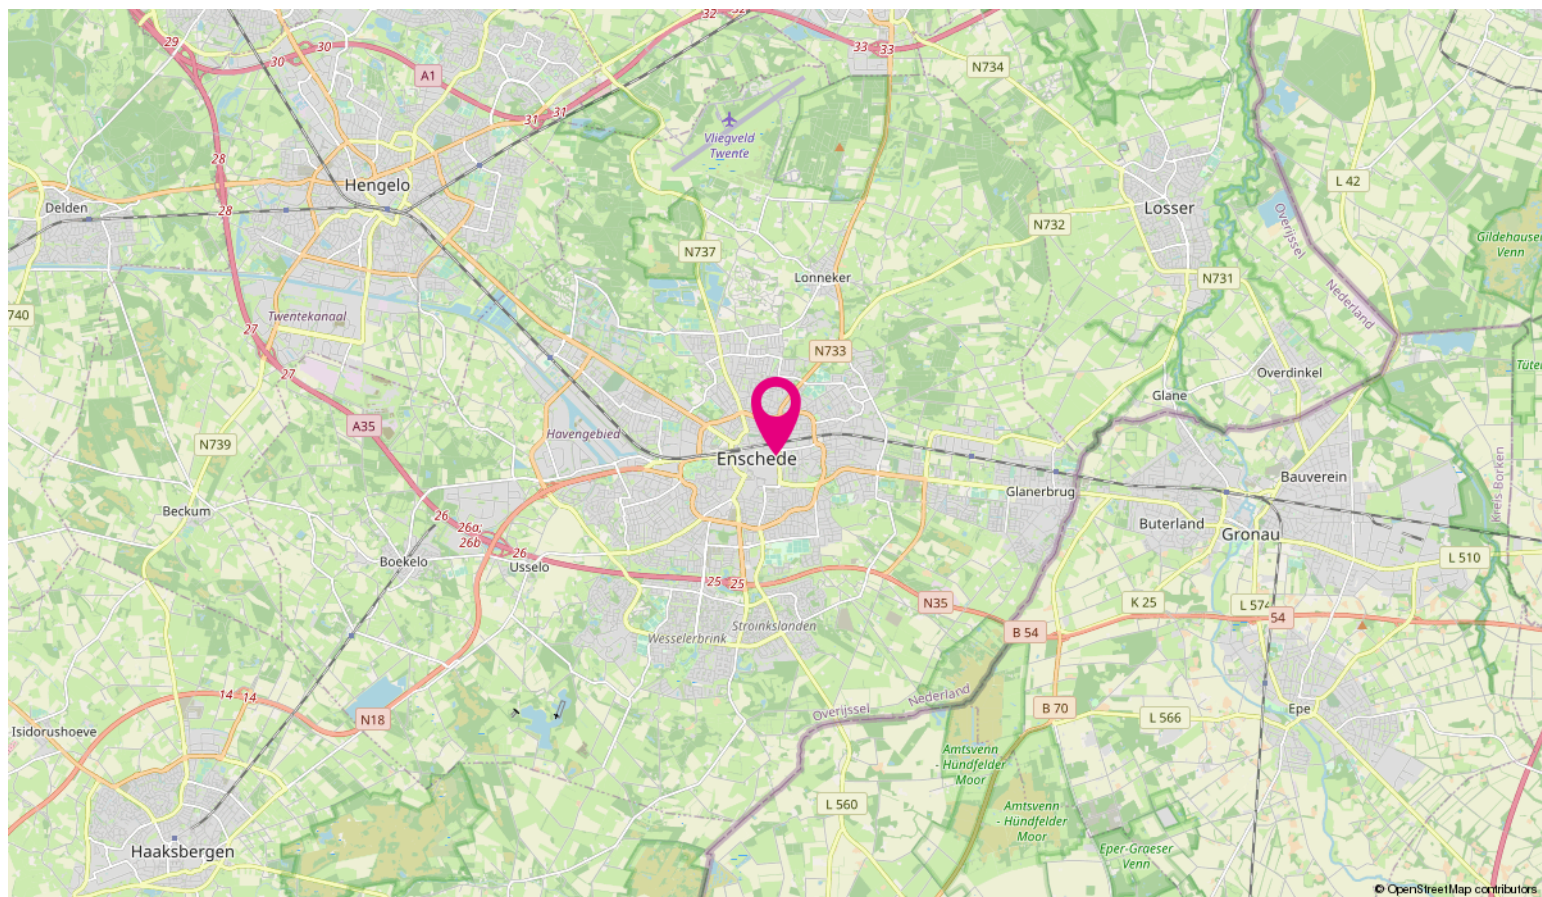 32
32
29
30
30
A1
33
33
N734
31
31
Vliegveld
Twente
28
Hengelo
L 42
Delden
28
Losser
N732
Overijssel
Gildehauser
Venn
N737
Lonneker
N731
Nederland
740
Twentekanaal
27
N733
27
Overdinkel
Glane
A35
Havengebied
N739
Enschede
Kreis Borken
Bauverein
Glanerbrug
Beckum
26
26a;
26b
26
Buterland
Gronau
L 510
Boekelo
Usselo
25
25
N35
K 25
L 574
54
B 54
Stroinkslanden
Wesselerbrink
14
14
Nederland
Overijssel
N18
B 70
L 566
Epe
Isidorushoeve
Amtsvenn
- Hündfelder
Moor
L 560
Amtsvenn
- Hündfelder
Moor
Haaksbergen
Eper-Graeser
Venn
© OpenStreetMap contributors